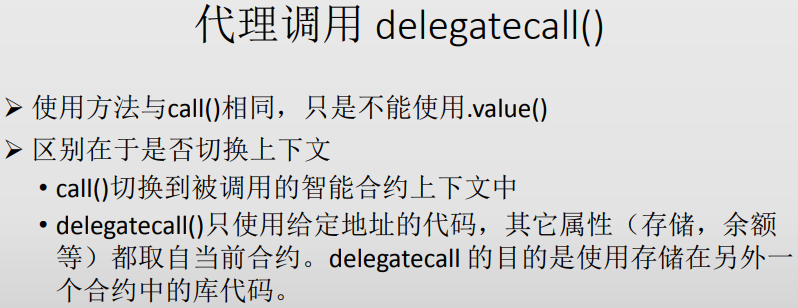 代理调用 delegatecall()
➢ 使用方法与call()相同，只是不能使用.value()
➢ 区别在于是否切换上下文
• call()切换到被调用的智能合约上下文中
• delegatecall()只使用给定地址的代码，其它属性（存储，余额
等）都取自当前合约。delegatecall 的目的是使用存储在另外一
个合约中的库代码。